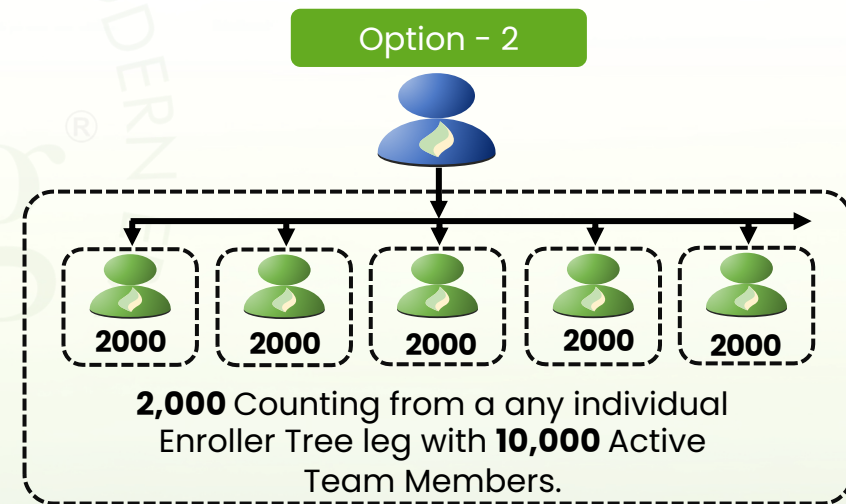 Option - 2
®
2000 2000 2000 2000 2000
2,000 Counting from a any individual
Enroller Tree leg with 10,000 Active
Team Members.